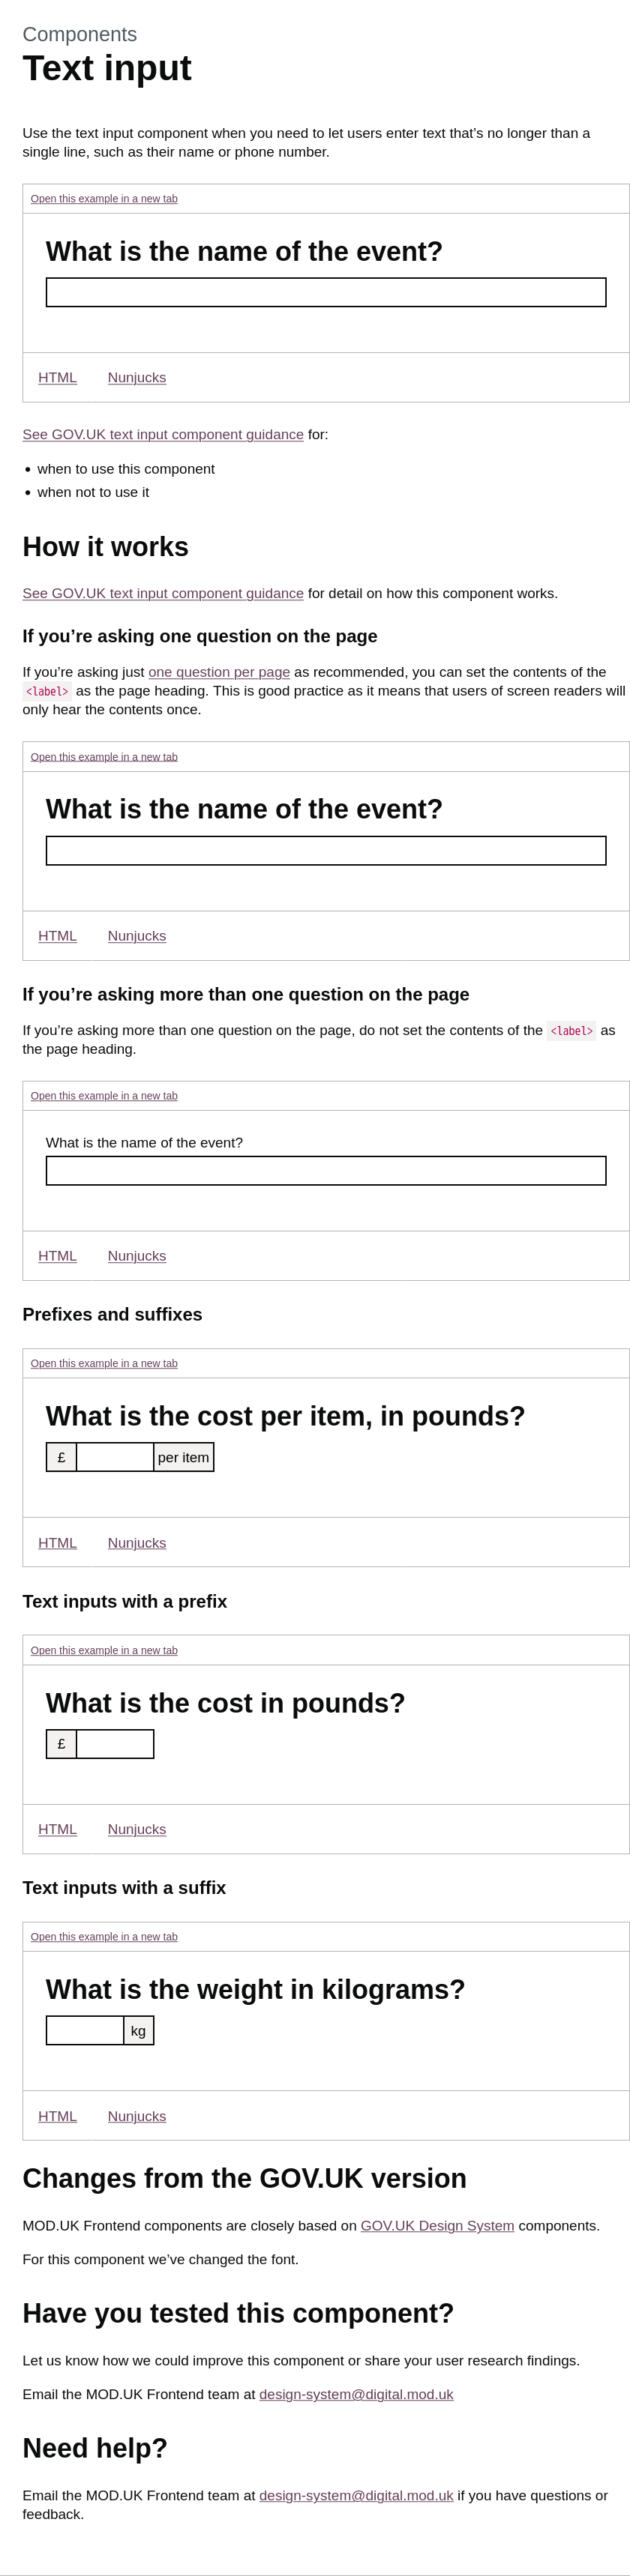 Components
Text input
Use the text input component when you need to let users enter text that’s no longer than a
single line, such as their name or phone number.
Open this example in a new tab
What is the name of the event?
HTML Nunjucks
See GOV.UK text input component guidance for:
• when to use this component
• when not to use it
How it works
See GOV.UK text input component guidance for detail on how this component works.
If you’re asking one question on the page
If you’re asking just one question per page as recommended, you can set the contents of the
<label> as the page heading. This is good practice as it means that users of screen readers will
only hear the contents once.
Open this example in a new tab
What is the name of the event?
HTML Nunjucks
If you’re asking more than one question on the page
If you’re asking more than one question on the page, do not set the contents of the <label> as
the page heading.
Open this example in a new tab
What is the name of the event?
HTML Nunjucks
Prefixes and suffixes
Open this example in a new tab
What is the cost per item, in pounds?
£ per item
HTML Nunjucks
Text inputs with a prefix
Open this example in a new tab
What is the cost in pounds?
£
HTML Nunjucks
Text inputs with a suffix
Open this example in a new tab
What is the weight in kilograms?
kg
HTML Nunjucks
Changes from the GOV.UK version
MOD.UK Frontend components are closely based on GOV.UK Design System components.
For this component we’ve changed the font.
Have you tested this component?
Let us know how we could improve this component or share your user research findings.
Email the MOD.UK Frontend team at design-system@digital.mod.uk
Need help?
Email the MOD.UK Frontend team at design-system@digital.mod.uk if you have questions or
feedback.